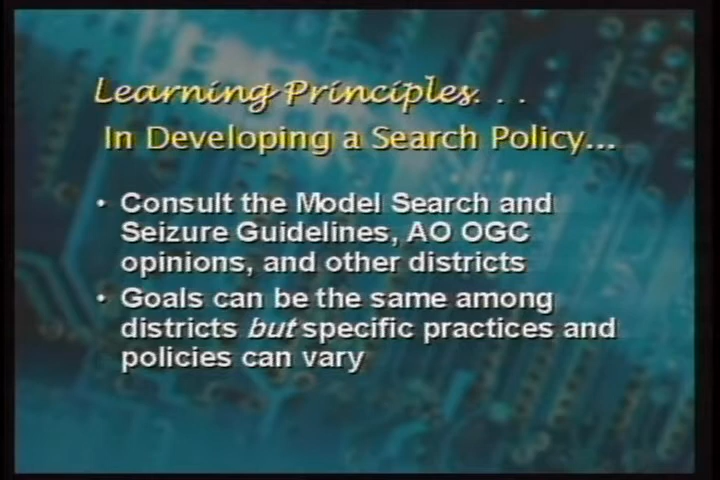 Learning Principles. . .
In Developing a Search Policy...
• Consult the Model Search and
Seizure Guidelines, AO OGC
opinions, and other districts
• Goals can be the same among
districts but specific practices and
policies can vary